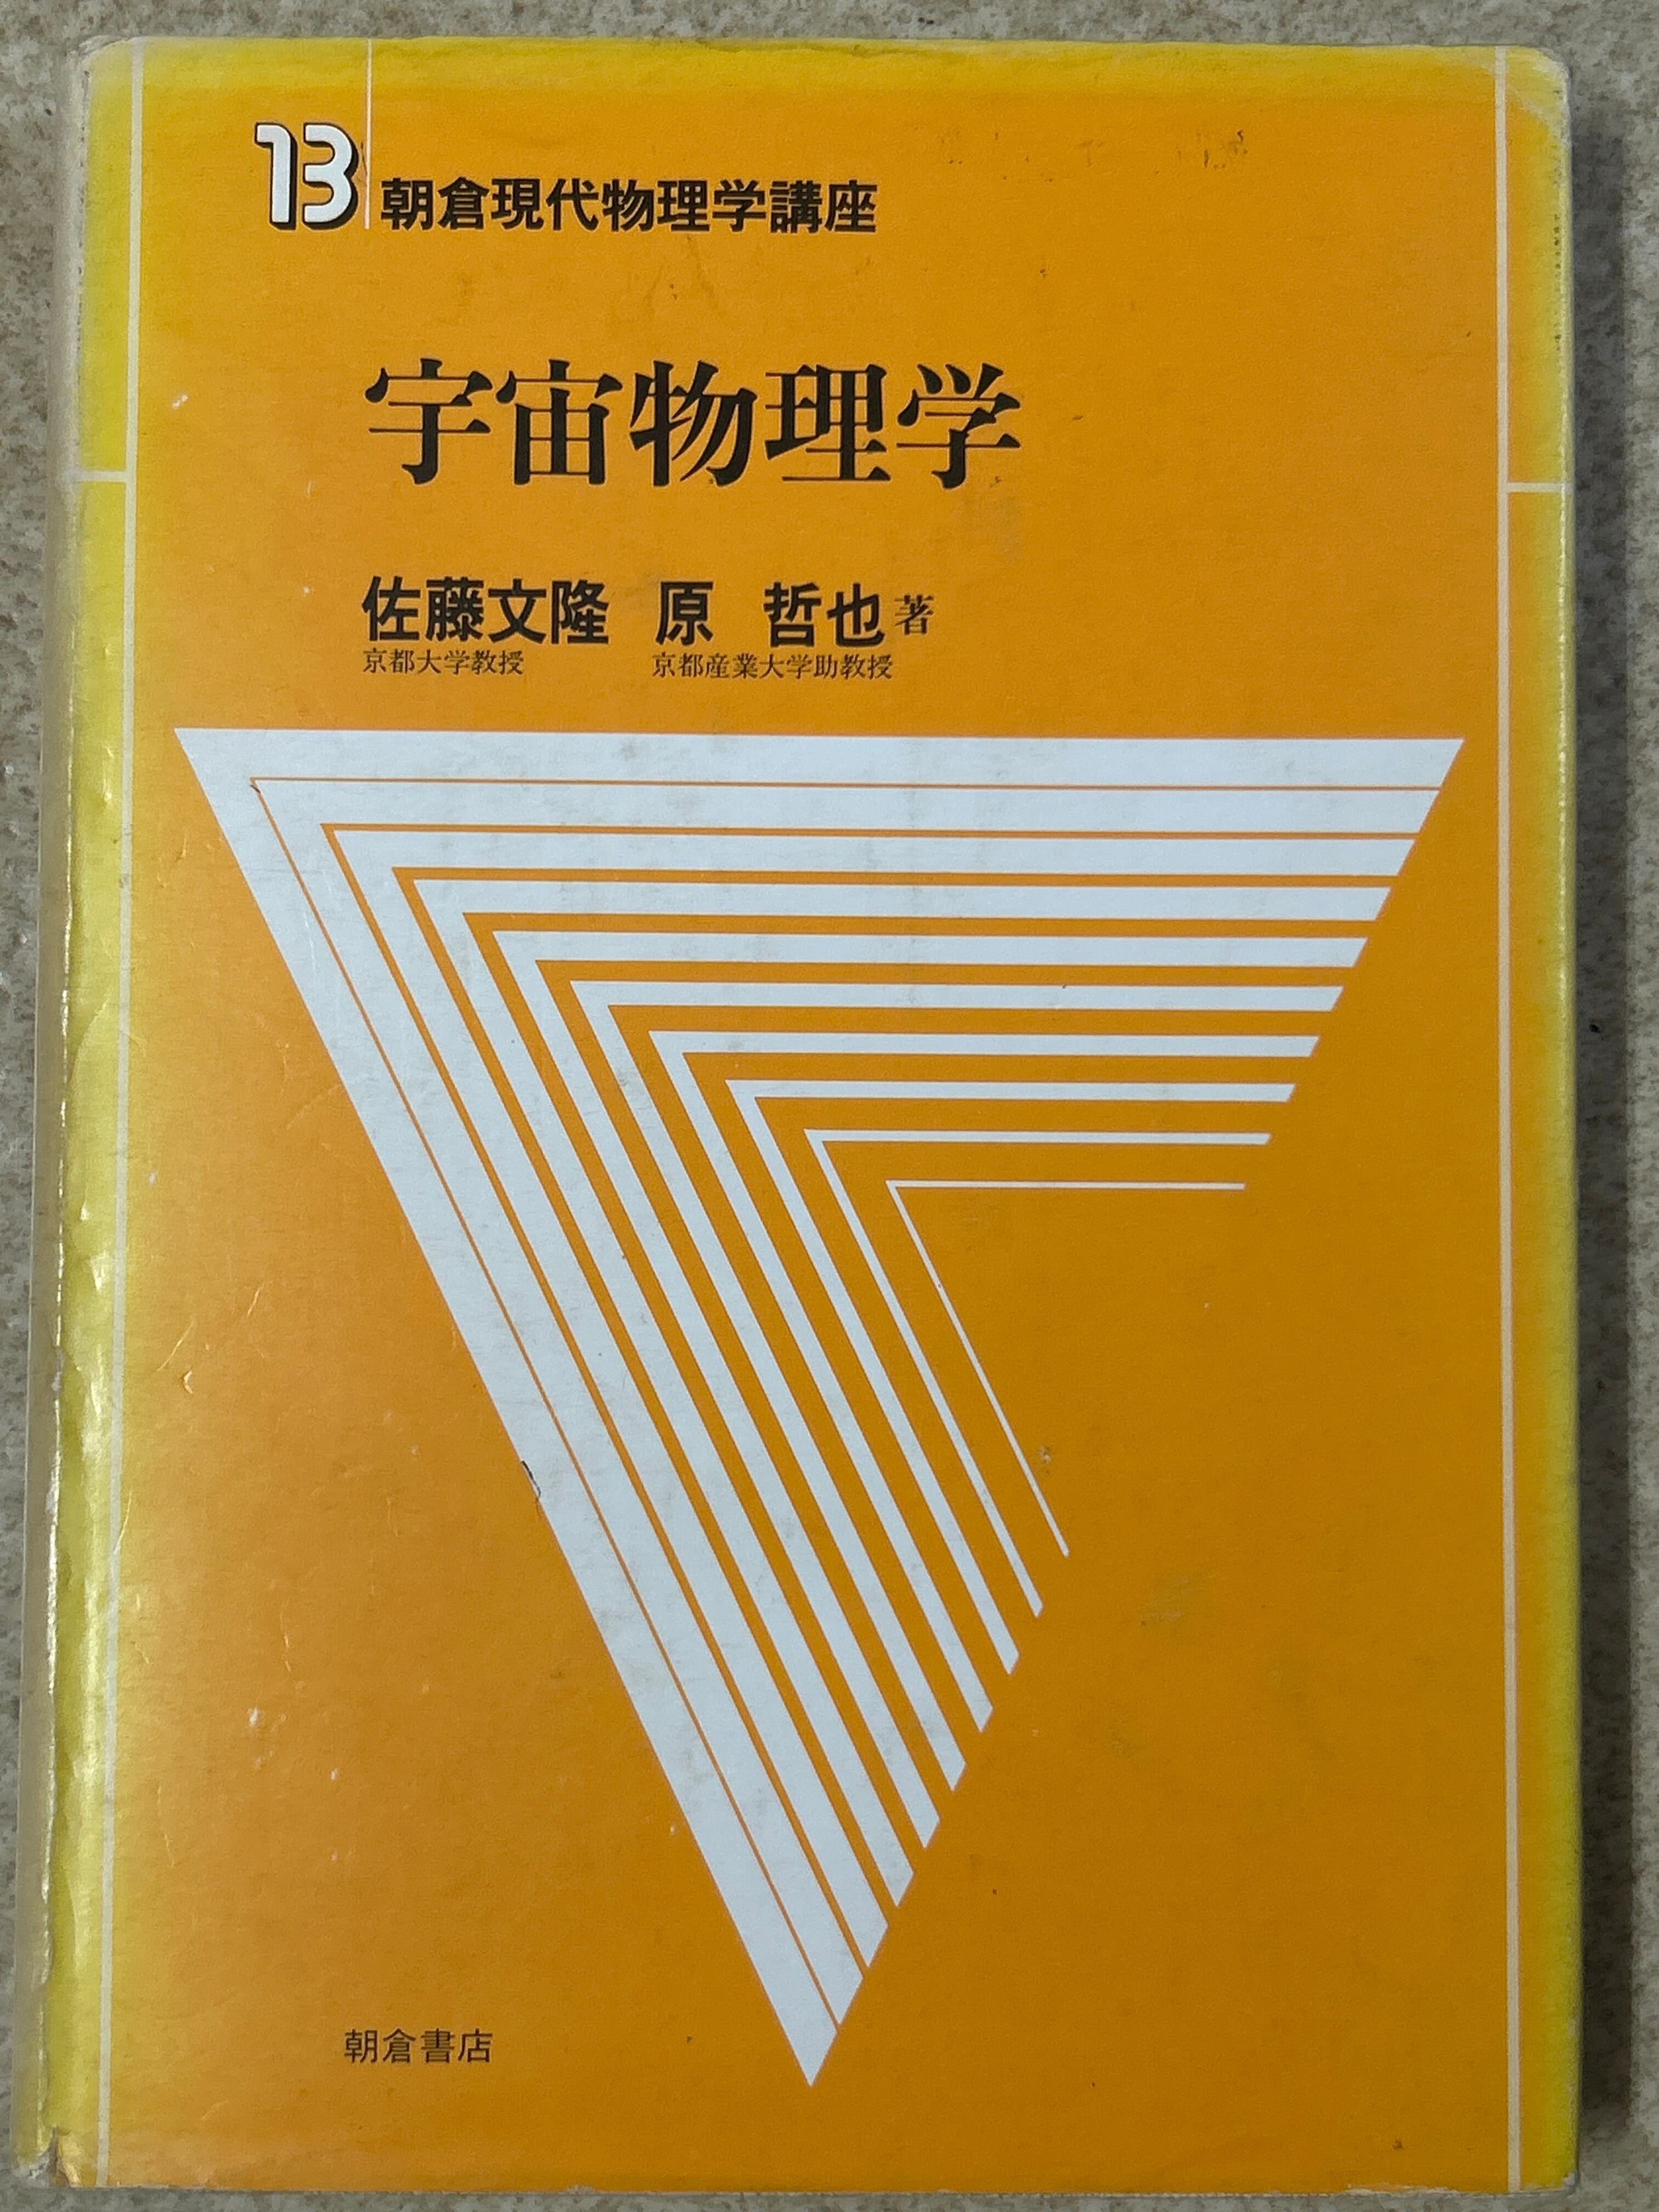 13 朝倉現代物理学講座
宇宙物理学
佐藤文隆 原 哲也 著
京都大学教授 京都産業大学助教授
朝倉書店